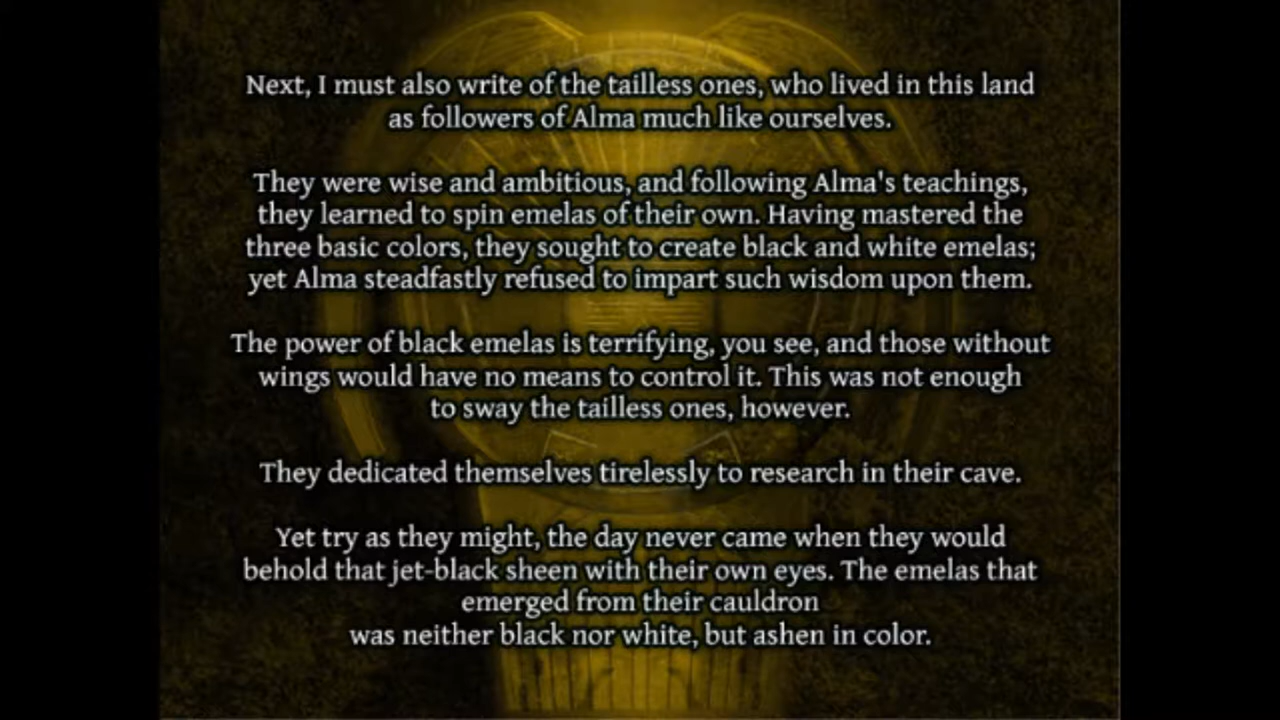 Next, I must also write of the tailless ones, who lived in this land
as followers of Alma much like ourselves.
They were wise and ambitious, and following Alma's teachings,
they learned to spin emelas of their own. Having mastered the
three basic colors, they sought to create black and white emelas;
yet Alma steadfastly refused to impart such wisdom upon them.
The power of black emelas is terrifying, you see, and those without
wings would have no means to control it. This was not enough
to sway the tailless ones, however.
They dedicated themselves tirelessly to research in their cave.
Yet try as they might, the day never came when they would
behold that jet-black sheen with their own eyes. The emelas that
emerged from their cauldron
was neither black nor white, but ashen in color.